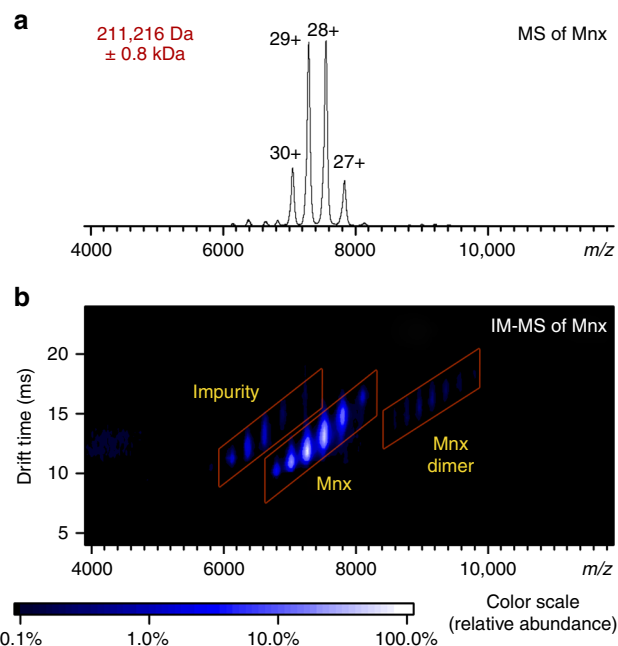 a
211,216 Da
± 0.8 kDa
29+
28+
MS of Mnx
30+
27+
4000
6000
8000
10,000
m/z
b
IM-MS of Mnx
20
Impurity
15
Drift time (ms)
Mnx
dimer
10
Mnx
5
4000
6000
8000
10,000
m/z
Color scale
(relative abundance)
0.1%
1.0%
10.0%
100.0%